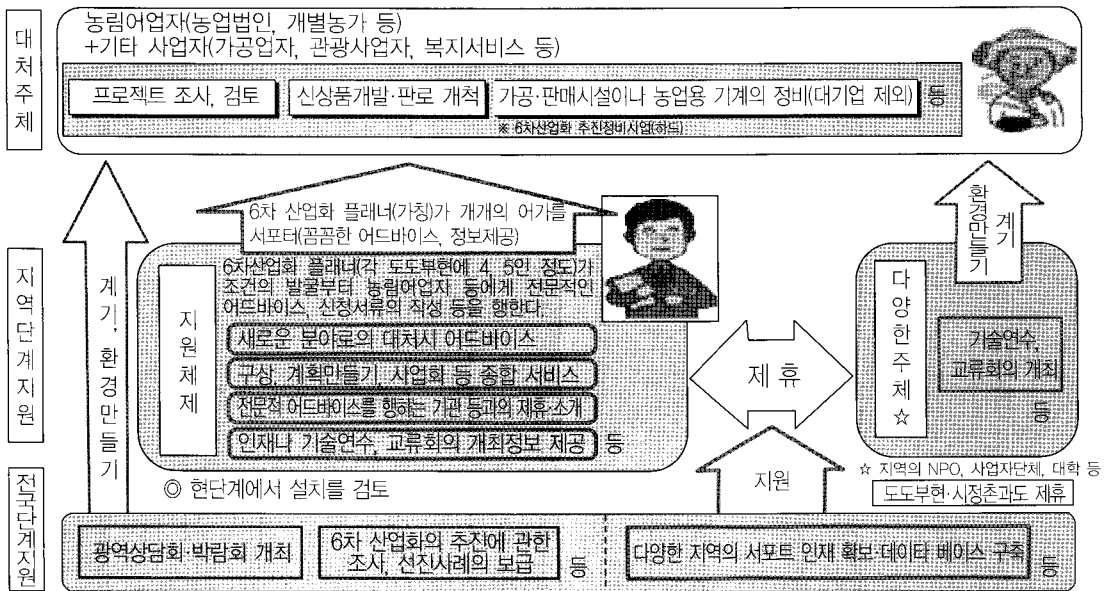 대처주체
농림어업자(농업법인, 개별농가 등)
+기타 사업자(가공업자, 관광사업자, 복지서비스 등)
프로젝트 조사, 검토
신상품개발·판로 개척
가공·판매시설이나 농업용 기계의 정비(대기업 제외)
등
※ 6차산업화 추진정비사업(하드)
지역단계지원
계기, 환경만들기
6차 산업화 플래너(가칭)가 개개의 어가를
서포터(꼼꼼한 어드바이스, 정보제공)
지원체제
6차산업화 플래너(각 도도부현에 4, 5인 정도)가
조건의 발굴부터 농림어업자 등에게 전문적인
어드바이스, 신청서류의 작성 등을 행한다.
새로운 분야로의 대처시 어드바이스
구상, 계획만들기, 사업화 등 종합 서비스
전문적 어드바이스를 행하는 기관 등과의 제휴·소개
인재나 기술연수, 교류회의 개최정보 제공
등
◎ 현단계에서 설치를 검토
제휴
지원
계기
환경만들기
다양한주체☆
기술연수,
교류회의 개최
등
☆ 지역의 NPO, 사업자단체, 대학 등
도도부현·시정촌과도 제휴
전국단계지원
광역상담회·박람회 개최
6차 산업화의 추진에 관한
조사, 선진사례의 보급
등
다양한 지역의 서포트 인재 확보·데이타 베이스 구축
등